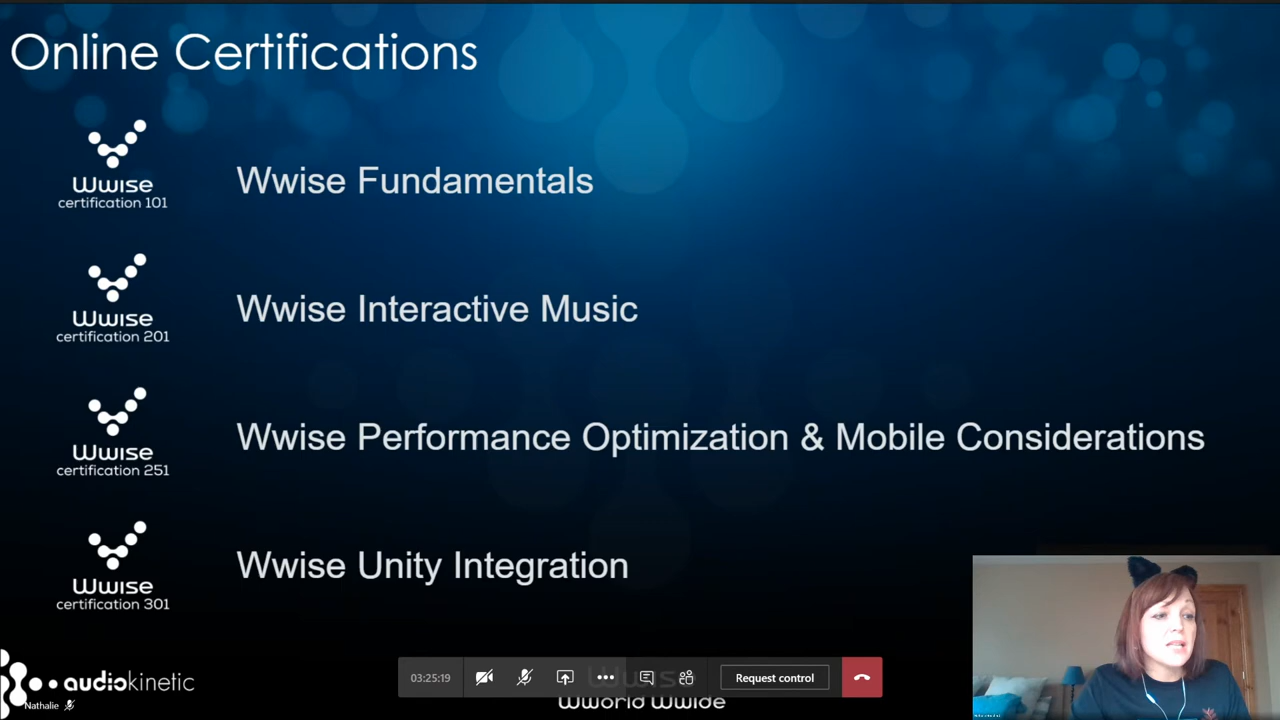 Online Certifications
Wwise
certification 101
Wwise Fundamentals
Wwise
certification 201
Wwise Interactive Music
Wwise
certification 251
Wwise Performance Optimization & Mobile Considerations
Wwise
certification 301
Wwise Unity Integration
audiokinetic
Nathalie
03:25:19
Request control
Wwise
Wworld Wwide